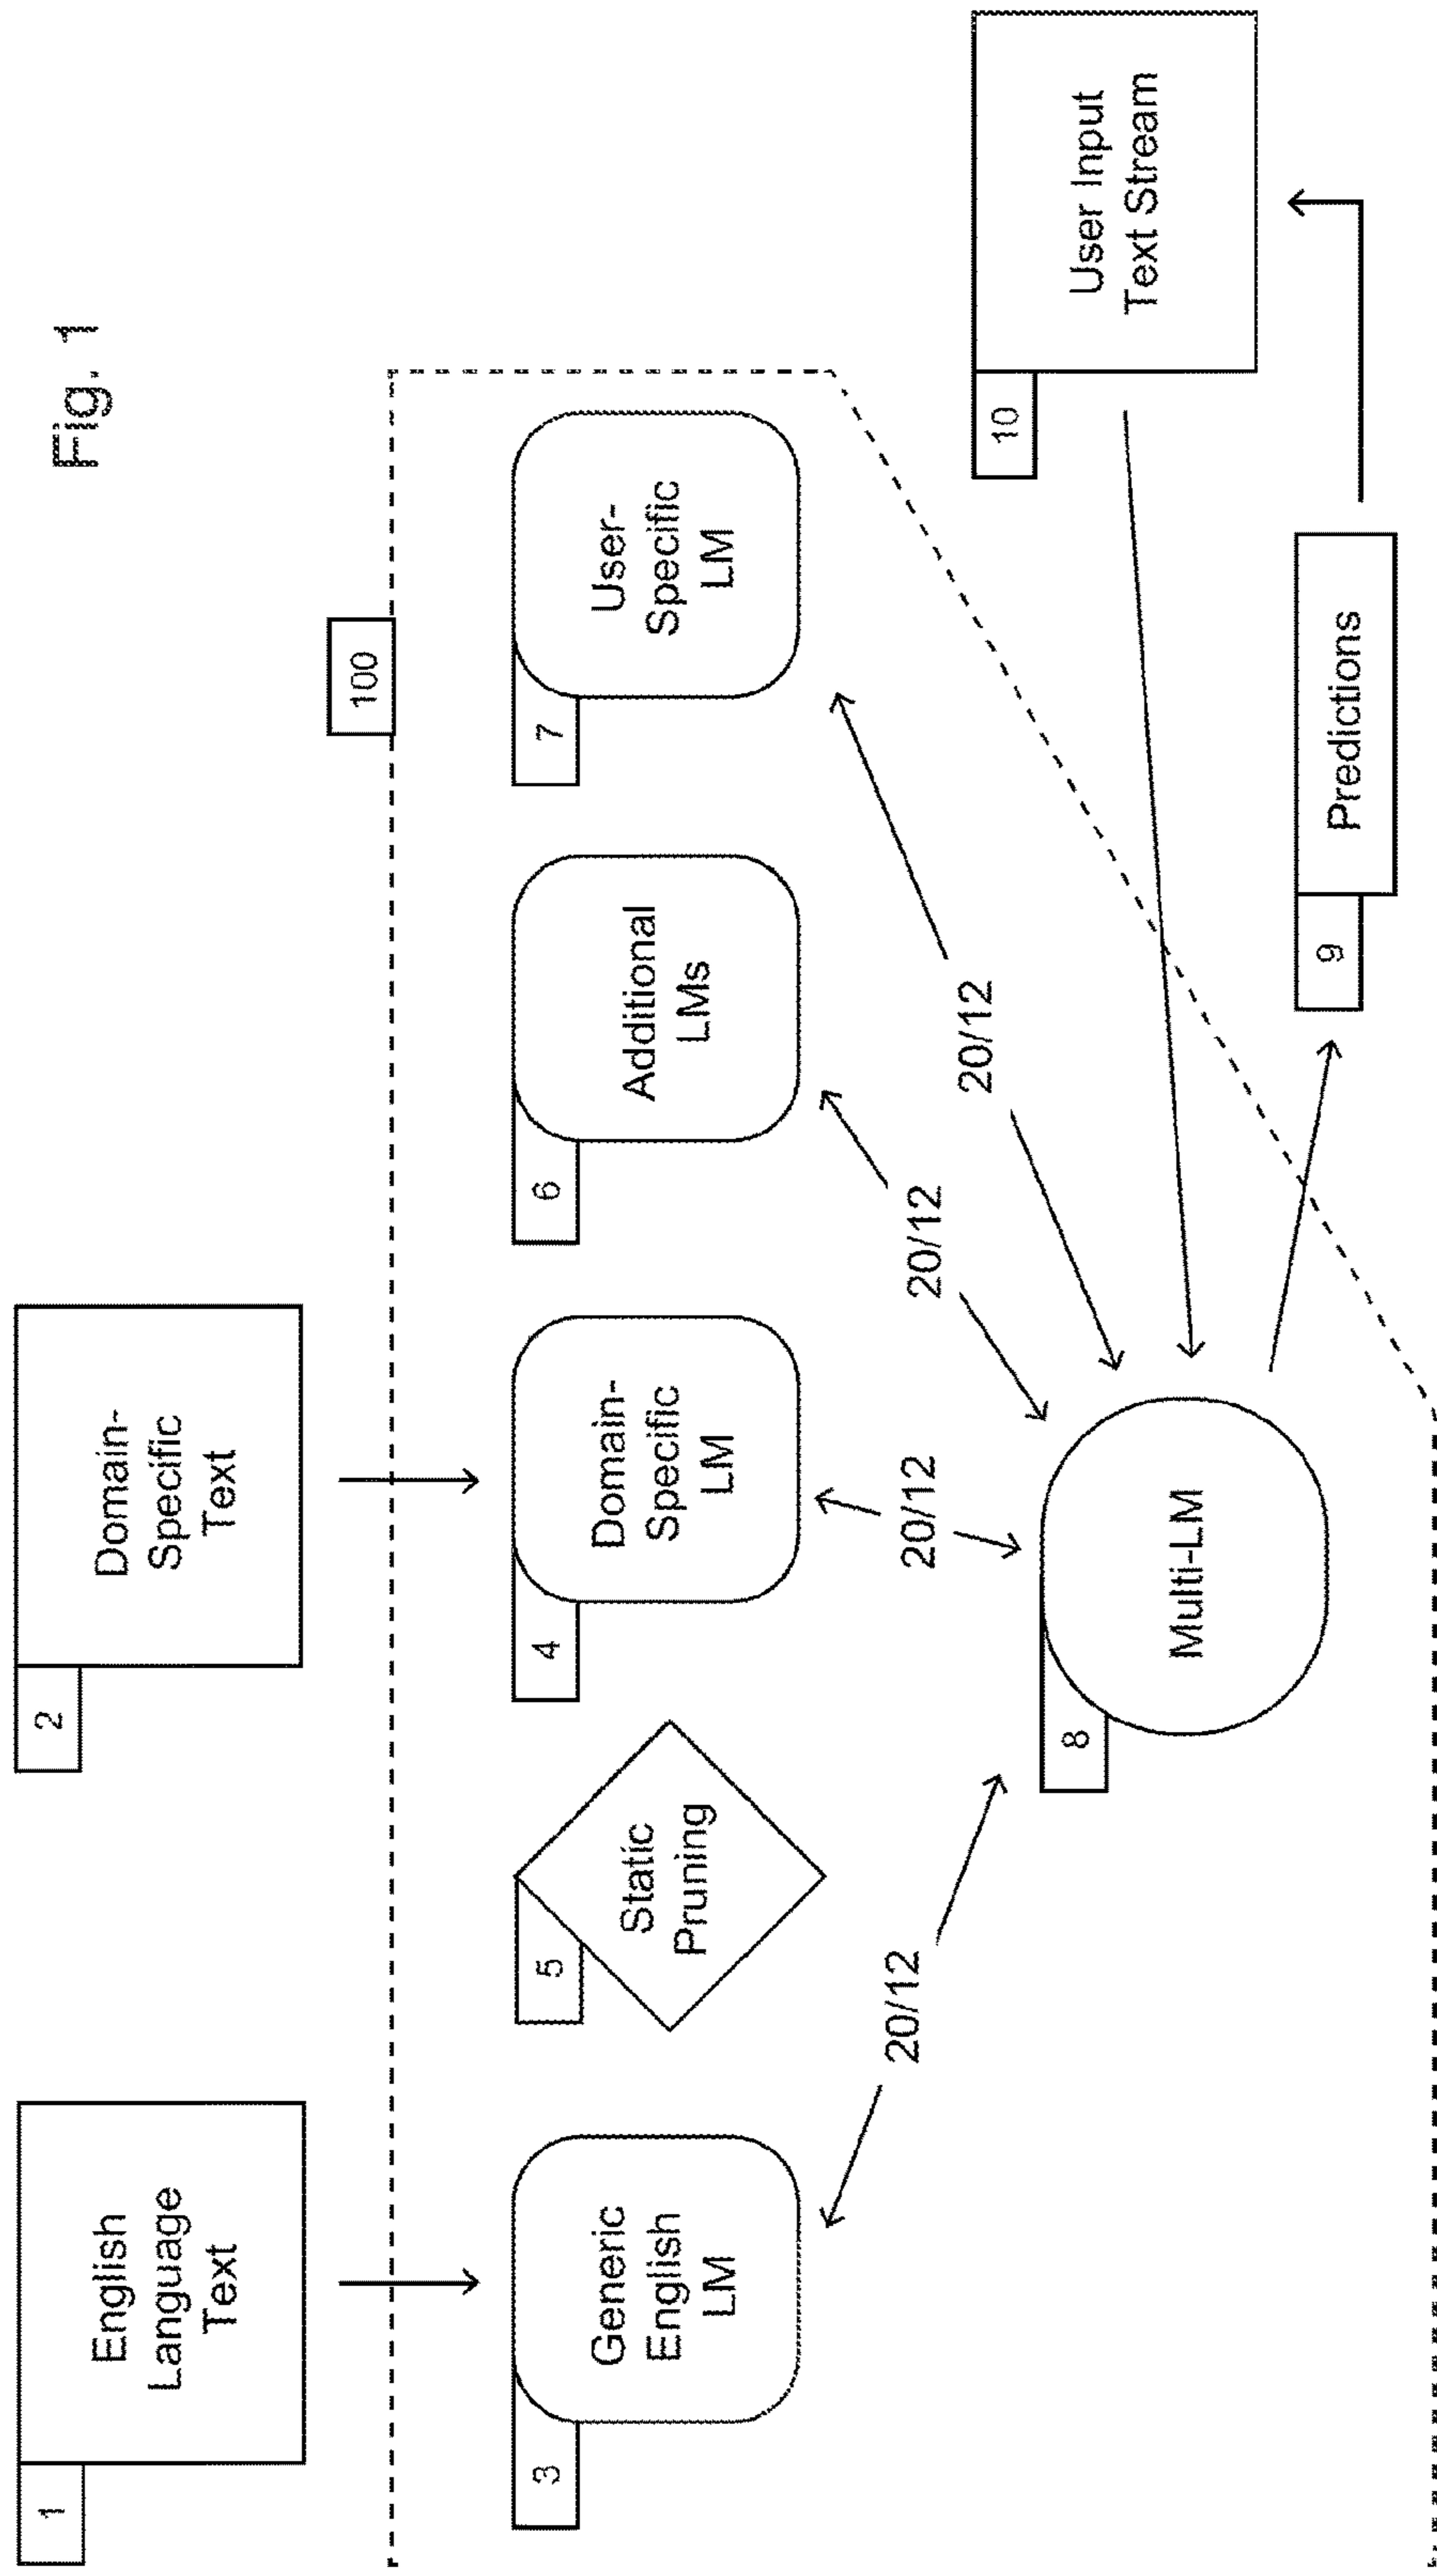 Fig. 1
1
English
Language
Text
2
Domain-
Specific
Text
100
3
Generic
English
LM
5
Static
Pruning
4
Domain-
Specific
LM
6
Additional
LMs
7
User-
Specific
LM
20/12
20/12
20/12
20/12
8
Multi-LM
10
User Input
Text Stream
9
Predictions